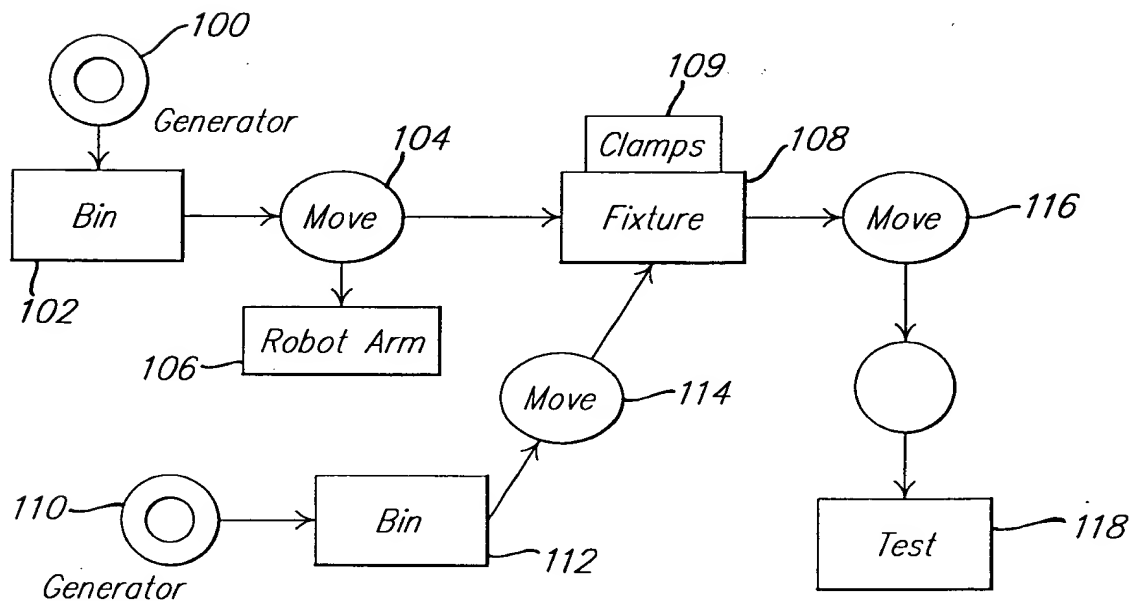 100
Generator
109
Clamps
104
108
Bin
Move
Fixture
Move
116
102
Robot Arm
106
Move
114
110
Bin
Generator
112
Test
118